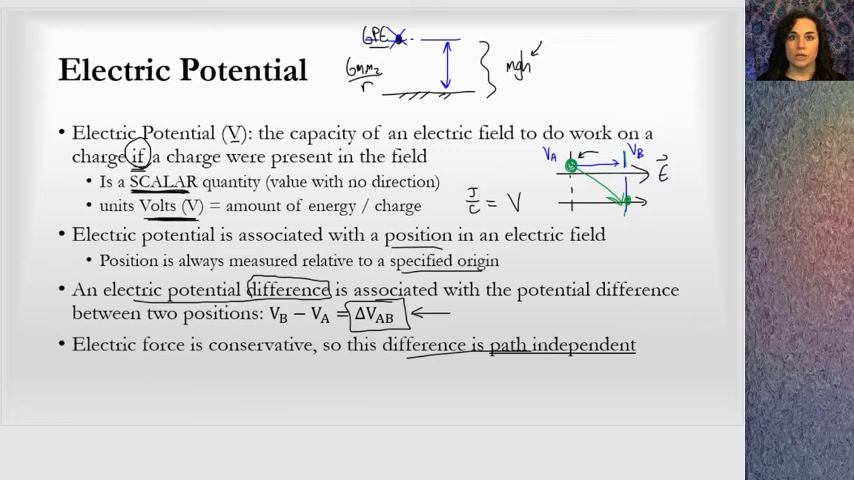 GPE
GMM₂/r
mgh
Electric Potential
• Electric Potential (V): the capacity of an electric field to do work on a
charge if a charge were present in the field
V_A
V_B
E⃗
• Is a SCALAR quantity (value with no direction)
• units Volts (V) = amount of energy / charge
J/C = V
• Electric potential is associated with a position in an electric field
• Position is always measured relative to a specified origin
• An electric potential difference is associated with the potential difference
between two positions: V_B − V_A = ΔV_AB
• Electric force is conservative, so this difference is path independent